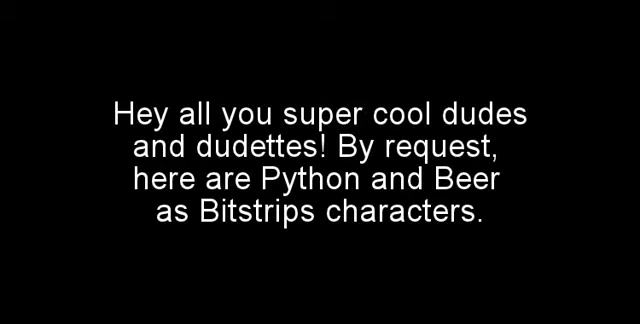 Hey all you super cool dudes
and dudettes! By request,
here are Python and Beer
as Bitstrips characters.